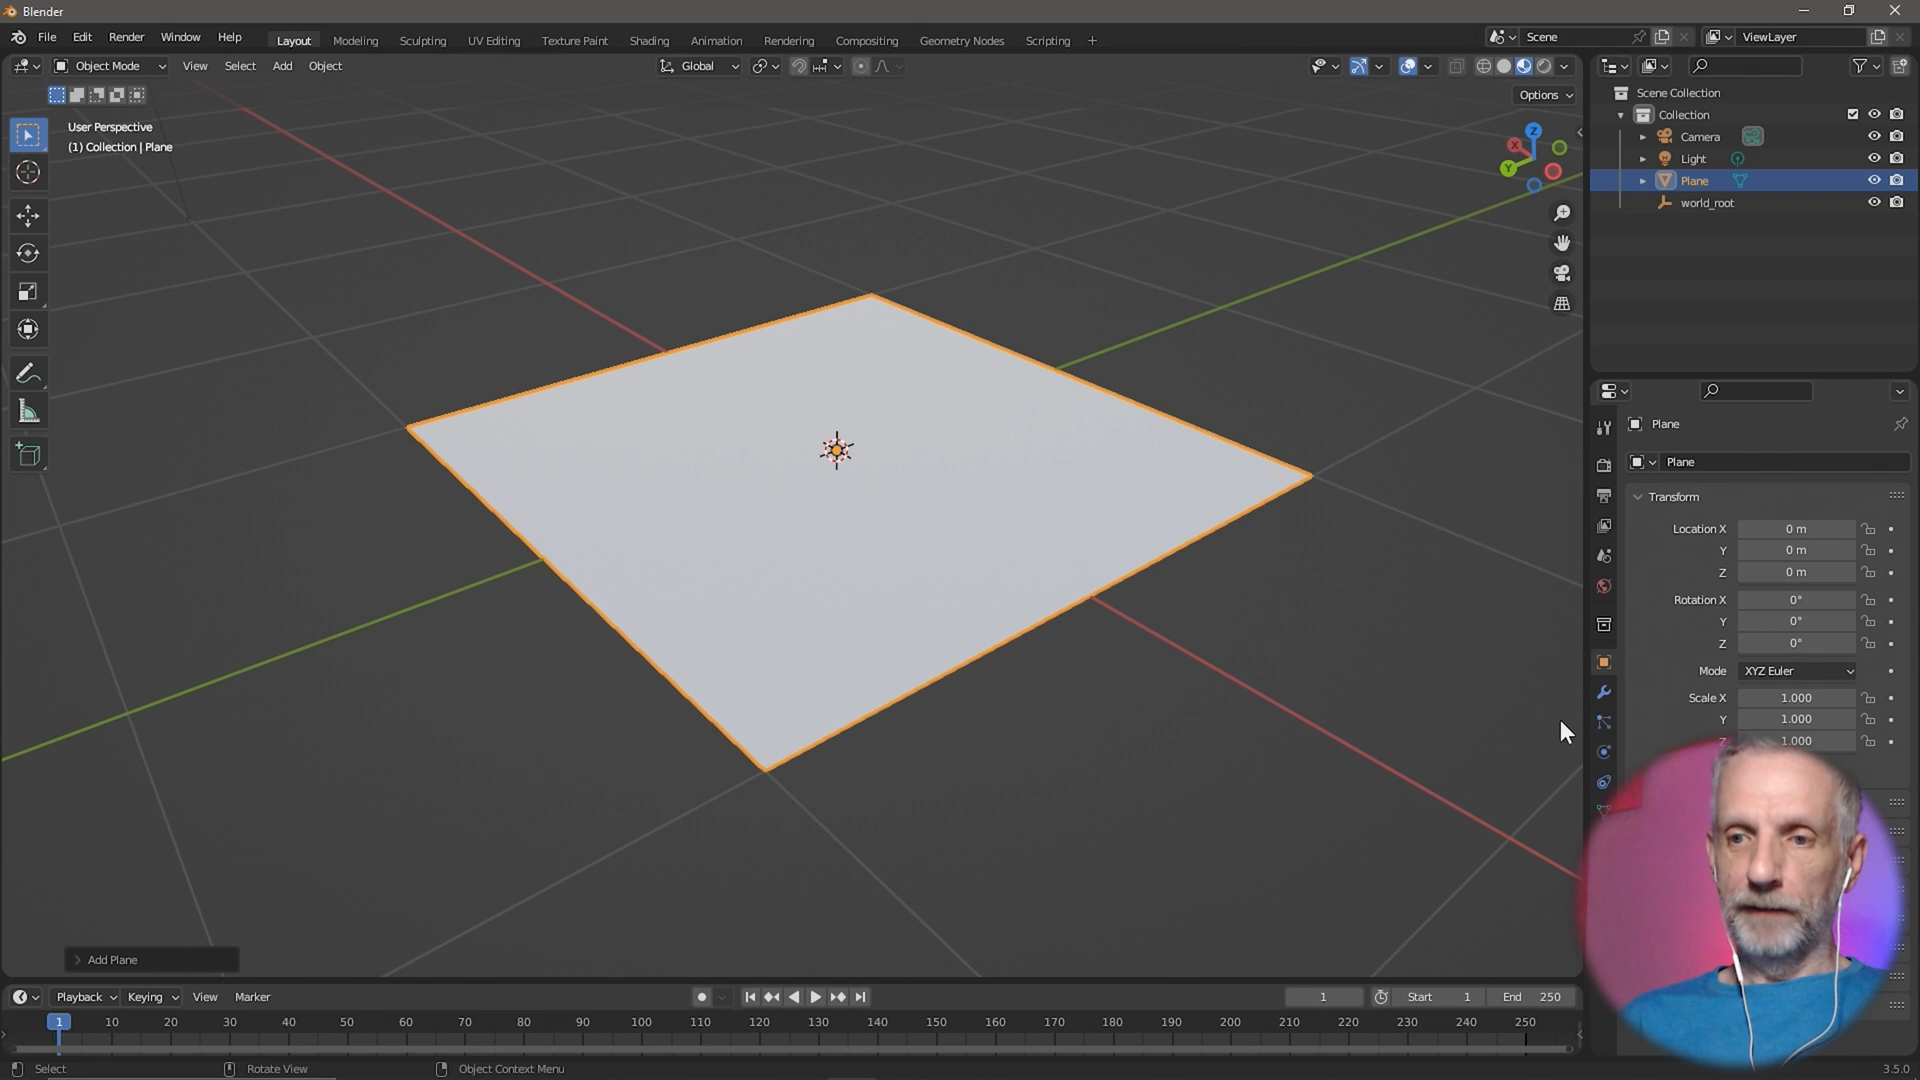 Blender
File Edit Render Window Help
Layout Modeling Sculpting UV Editing Texture Paint Shading Animation Rendering Compositing Geometry Nodes Scripting +
Scene
ViewLayer
Object Mode View Select Add Object
Global
Options
User Perspective
(1) Collection | Plane
Z
X
Y
Scene Collection
Collection
Camera
Light
Plane
world_root
Plane
Plane
Transform
Location X 0 m
Y 0 m
Z 0 m
Rotation X 0°
Y 0°
Z 0°
Mode XYZ Euler
Scale X 1.000
Y 1.000
Z 1.000
Add Plane
Playback Keying View Marker
1 Start 1 End 250
1 10 20 30 40 50 60 70 80 90 100 110 120 130 140 150 160 170 180 190 200 210 220 230 240 250
Select Rotate View Object Context Menu
3.5.0